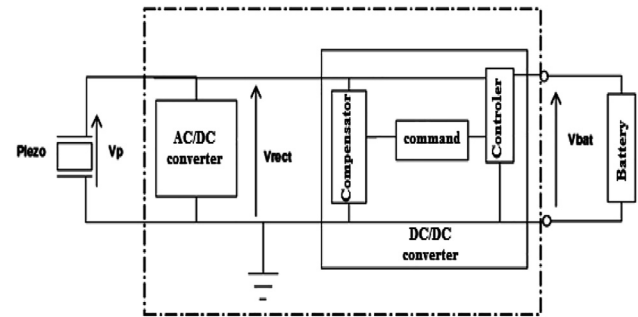 Piezo
Vp
AC/DC
converter
Vrect
Compensator
command
Controler
DC/DC
converter
Vbat
Battery